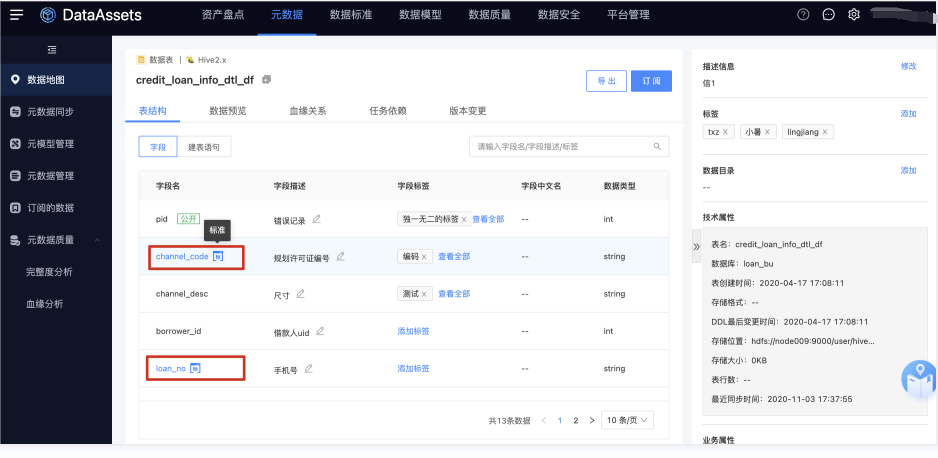 DataAssets 资产盘点 元数据 数据标准 数据模型 数据质量 数据安全 平台管理
数据地图
元数据同步
元模型管理
元数据管理
订阅的数据
元数据质量
完整度分析
血缘分析
数据表 | Hive2.x
credit_loan_info_dtl_df
导出 订阅
表结构 数据预览 血缘关系 任务依赖 版本变更
字段 建表语句 请输入字段名/字段描述/标签
字段名 字段描述 字段标签 字段中文名 数据类型
pid 公开 错误记录 独一无二的标签 × 查看全部 -- int
标准
channel_code 标 规划许可证编号 编码 × 查看全部 -- string
channel_desc 尺寸 测试 × 查看全部 -- string
borrower_id 借款人uid 添加标签 -- int
loan_no 标 手机号 添加标签 -- string
共13条数据 < 1 2 > 10 条/页
描述信息 修改
信1
标签 添加
txz × 小暑 × lingjiang ×
数据目录 添加
--
技术属性
表名：credit_loan_info_dtl_df
数据库：loan_bu
表创建时间：2020-04-17 17:08:11
存储格式：--
DDL最后变更时间：2020-04-17 17:08:11
存储位置：hdfs://node009:9000/user/hive...
存储大小：0KB
表行数：--
最近同步时间：2020-11-03 17:37:55
业务属性